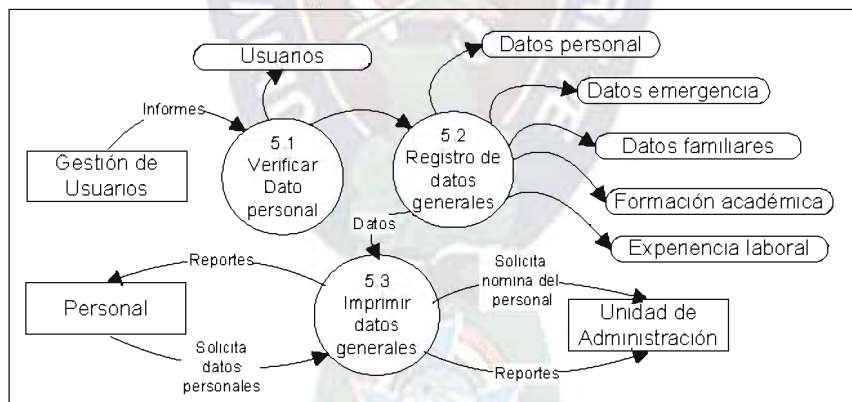 Usuarios
Datos personal
Informes
Datos emergencia
5.1
Verificar
Dato
personal
5.2
Registro de
datos
generales
Gestión de
Usuarios
Datos familiares
Formación académica
Datos
Experiencia laboral
Reportes
5.3
Imprimir
datos
generales
Solicita
nomina del
personal
Personal
Unidad de
Administración
Solicita
datos
personales
Reportes